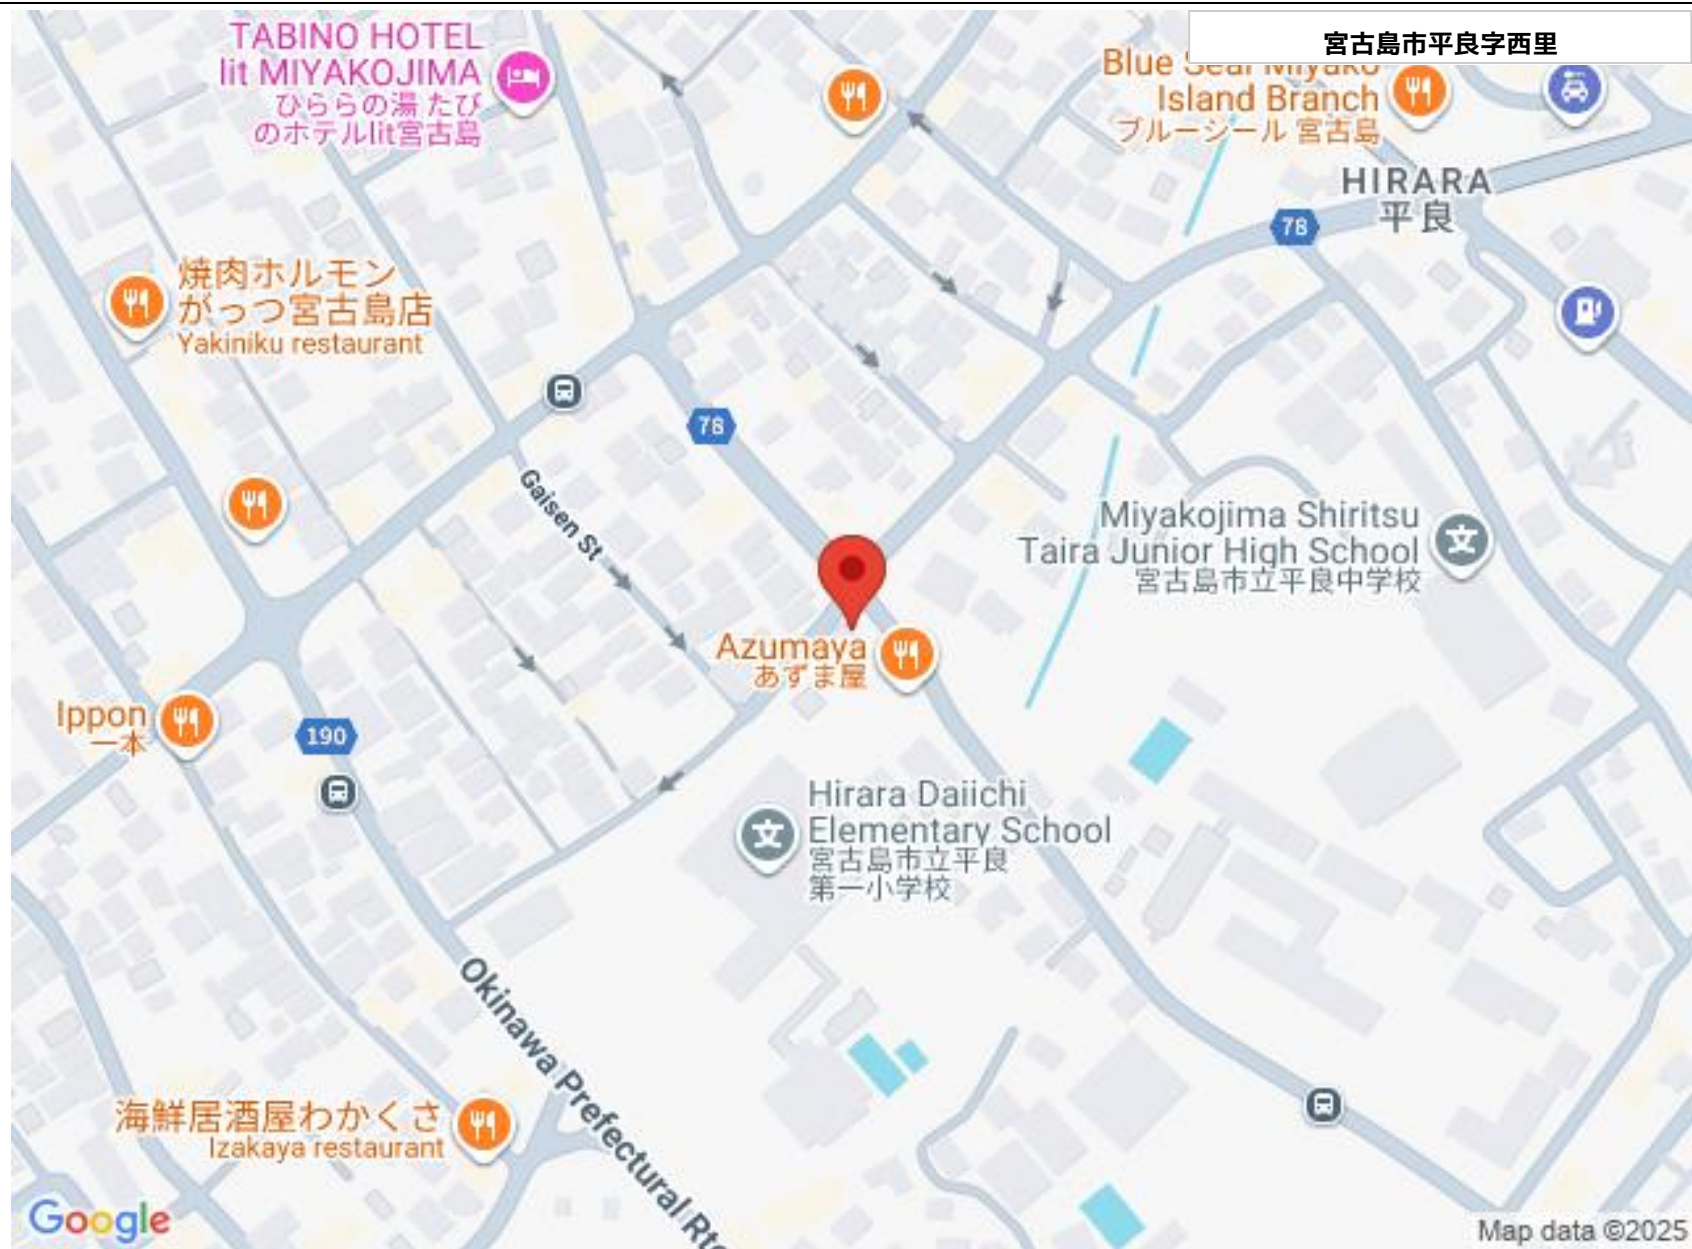 宮古島市平良字西里
TABINO HOTEL
lit MIYAKOJIMA
ひららの湯 たび
のホテルlit宮古島
Blue Seal Miyako
Island Branch
ブルーシール 宮古島
HIRARA
平良
78
焼肉ホルモン
がっつ宮古島店
Yakiniku restaurant
78
Gaisen St
Miyakojima Shiritsu
Taira Junior High School
宮古島市立平良中学校
Azumaya
あずま屋
Ippon
一本
190
Hirara Daiichi
Elementary School
宮古島市立平良
第一小学校
Okinawa Prefectural Rte
海鮮居酒屋わかくさ
Izakaya restaurant
Google
Map data ©2025